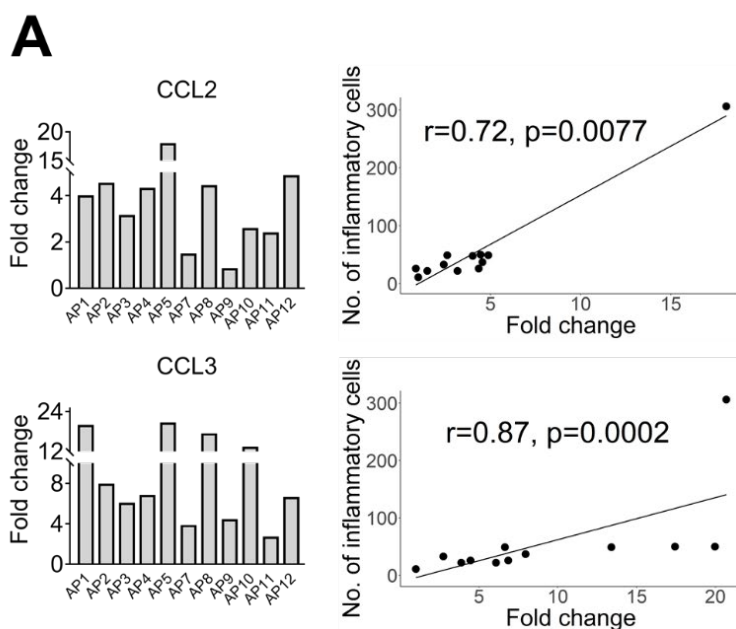 A
CCL2
Fold change
20
15
4
2
0
AP1 AP2 AP3 AP4 AP5 AP7 AP8 AP9 AP10 AP11 AP12
No. of inflammatory cells
300
200
100
0
r=0.72, p=0.0077
5 10 15
Fold change
CCL3
Fold change
24
12
8
4
0
AP1 AP2 AP3 AP4 AP5 AP7 AP8 AP9 AP10 AP11 AP12
No. of inflammatory cells
300
200
100
0
r=0.87, p=0.0002
5 10 15 20
Fold change